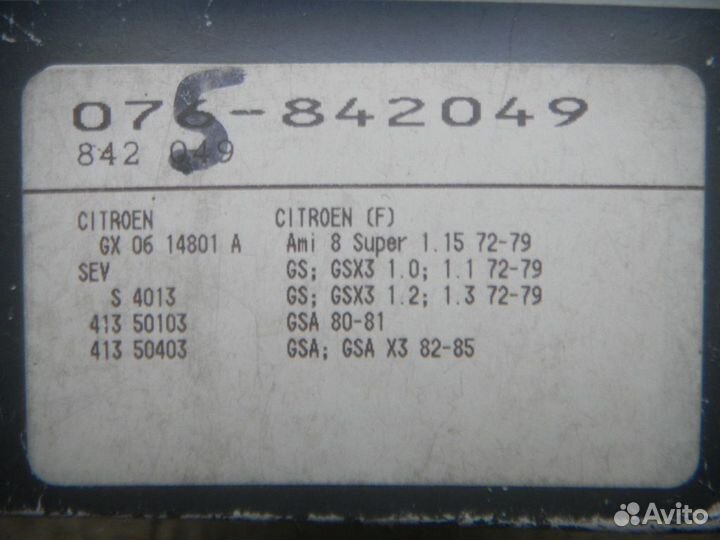 076-842049
842 049
5
CITROEN
GX 06 14801 A
SEV
S 4013
413 50103
413 50403
CITROEN (F)
Ami 8 Super 1.15 72-79
GS; GSX3 1.0; 1.1 72-79
GS; GSX3 1.2; 1.3 72-79
GSA 80-81
GSA; GSA X3 82-85
Avito